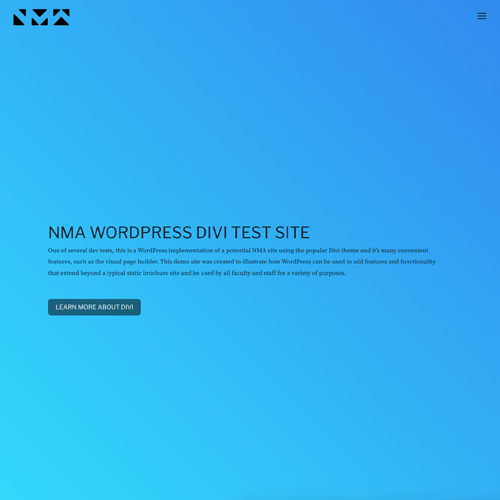 NMA
NMA WORDPRESS DIVI TEST SITE
One of several dev tests, this is a WordPress implementation of a potential NMA site using the popular Divi theme and it's many convenient
features, such as the visual page builder. This demo site was created to illustrate how WordPress can be used to add features and functionality
that extend beyond a typical static brochure site and be used by all faculty and staff for a variety of purposes.
LEARN MORE ABOUT DIVI